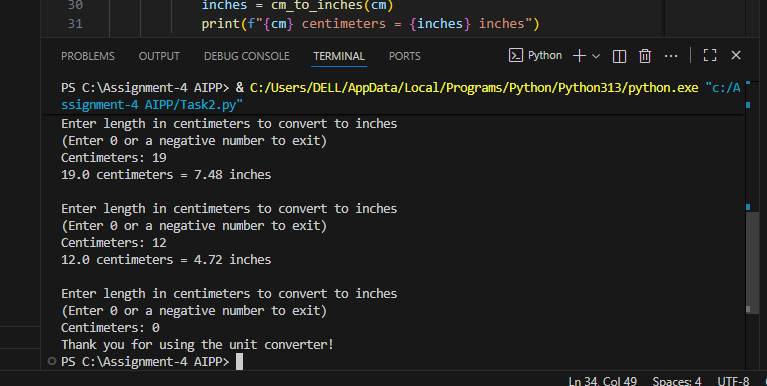 30 inches = cm_to_inches(cm)
31 print(f"{cm} centimeters = {inches} inches")
PROBLEMS OUTPUT DEBUG CONSOLE TERMINAL PORTS Python
PS C:\Assignment-4 AIPP> & C:/Users/DELL/AppData/Local/Programs/Python/Python313/python.exe "c:/A
ssignment-4 AIPP/Task2.py"
Enter length in centimeters to convert to inches
(Enter 0 or a negative number to exit)
Centimeters: 19
19.0 centimeters = 7.48 inches
Enter length in centimeters to convert to inches
(Enter 0 or a negative number to exit)
Centimeters: 12
12.0 centimeters = 4.72 inches
Enter length in centimeters to convert to inches
(Enter 0 or a negative number to exit)
Centimeters: 0
Thank you for using the unit converter!
PS C:\Assignment-4 AIPP>
Ln 34, Col 49 Spaces: 4 UTF-8